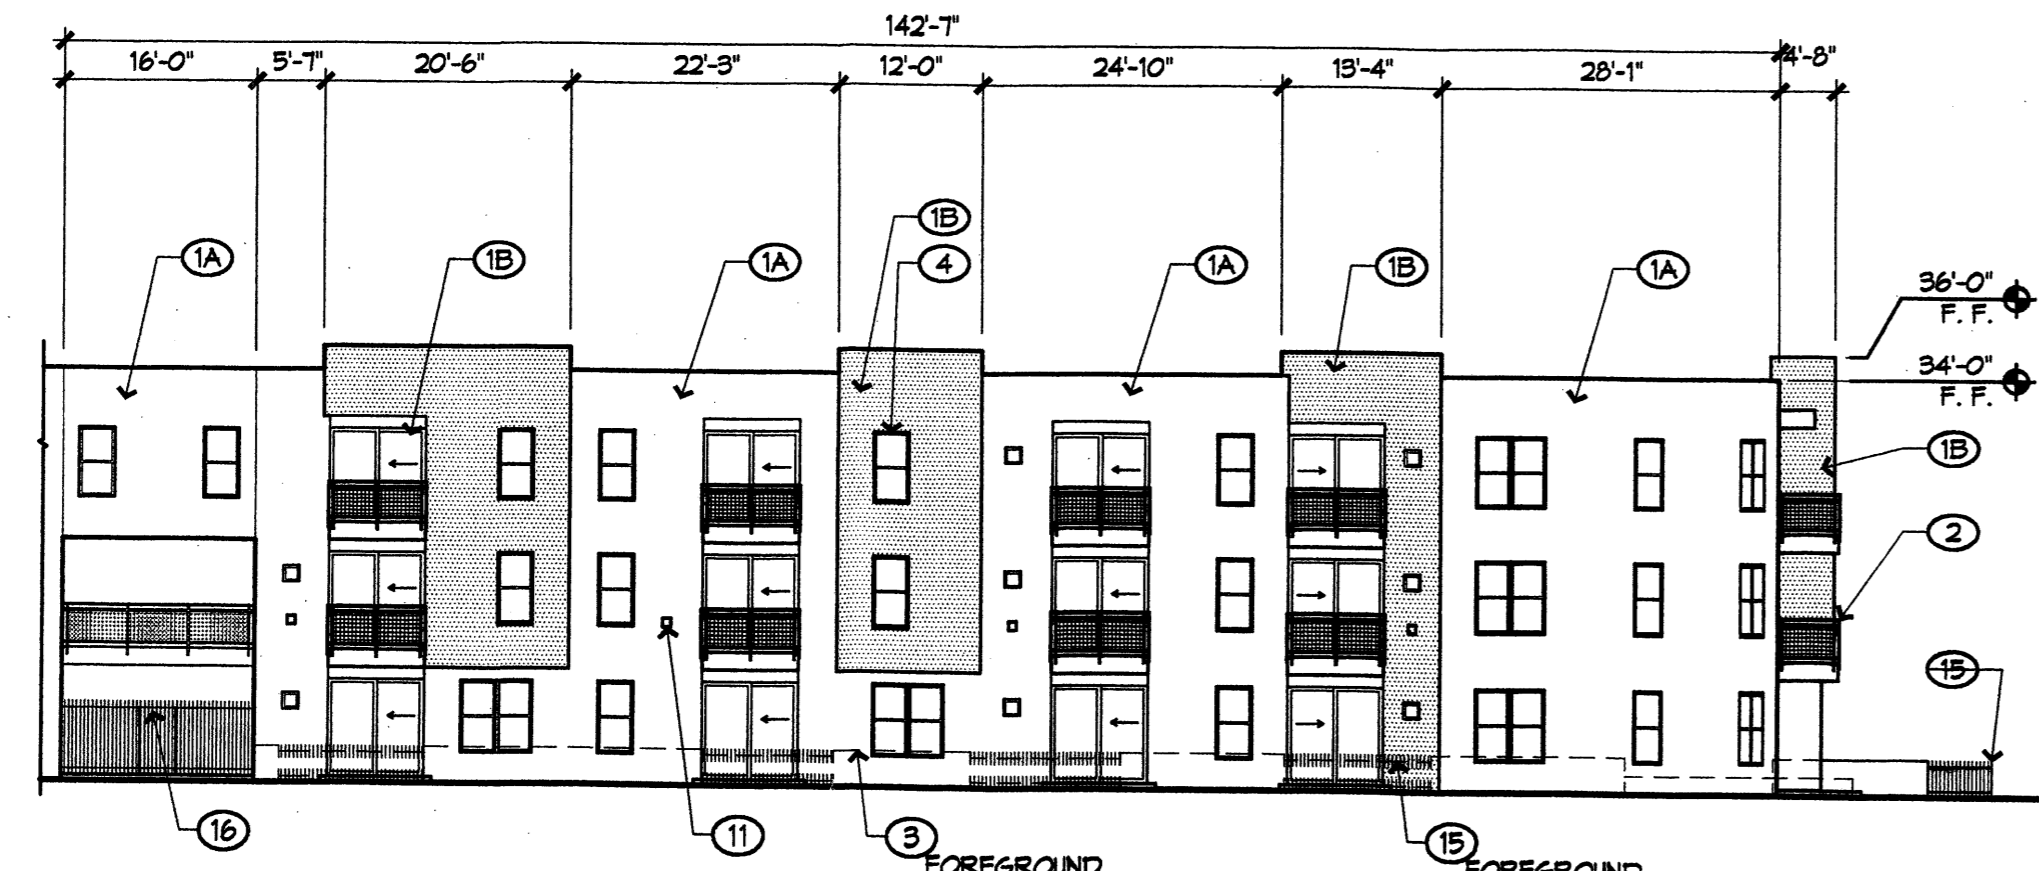 142'-7"
16'-0" 5'-7" 20'-6" 22'-3" 12'-0" 24'-10" 13'-4" 28'-1" 4'-8"
1B
1A 1B 1A 4 1A 1B 1A
36'-0"
F. F.
34'-0"
F. F.
1B
2
15
16 11 3 15
FOREGROUND FOREGROUND